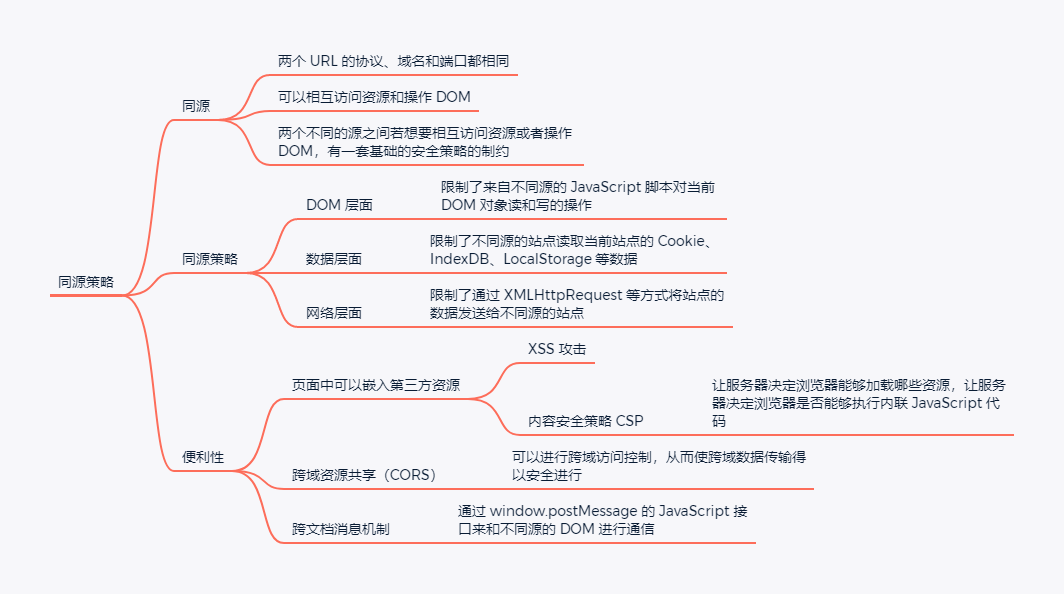 同源策略
同源
两个 URL 的协议、域名和端口都相同
可以相互访问资源和操作 DOM
两个不同的源之间若想要相互访问资源或者操作
DOM，有一套基础的安全策略的制约
同源策略
DOM 层面
限制了来自不同源的 JavaScript 脚本对当前
DOM 对象读和写的操作
数据层面
限制了不同源的站点读取当前站点的 Cookie、
IndexDB、LocalStorage 等数据
网络层面
限制了通过 XMLHttpRequest 等方式将站点的
数据发送给不同源的站点
便利性
页面中可以嵌入第三方资源
XSS 攻击
内容安全策略 CSP
让服务器决定浏览器能够加载哪些资源，让服务
器决定浏览器是否能够执行内联 JavaScript 代
码
跨域资源共享（CORS）
可以进行跨域访问控制，从而使跨域数据传输得
以安全进行
跨文档消息机制
通过 window.postMessage 的 JavaScript 接
口来和不同源的 DOM 进行通信